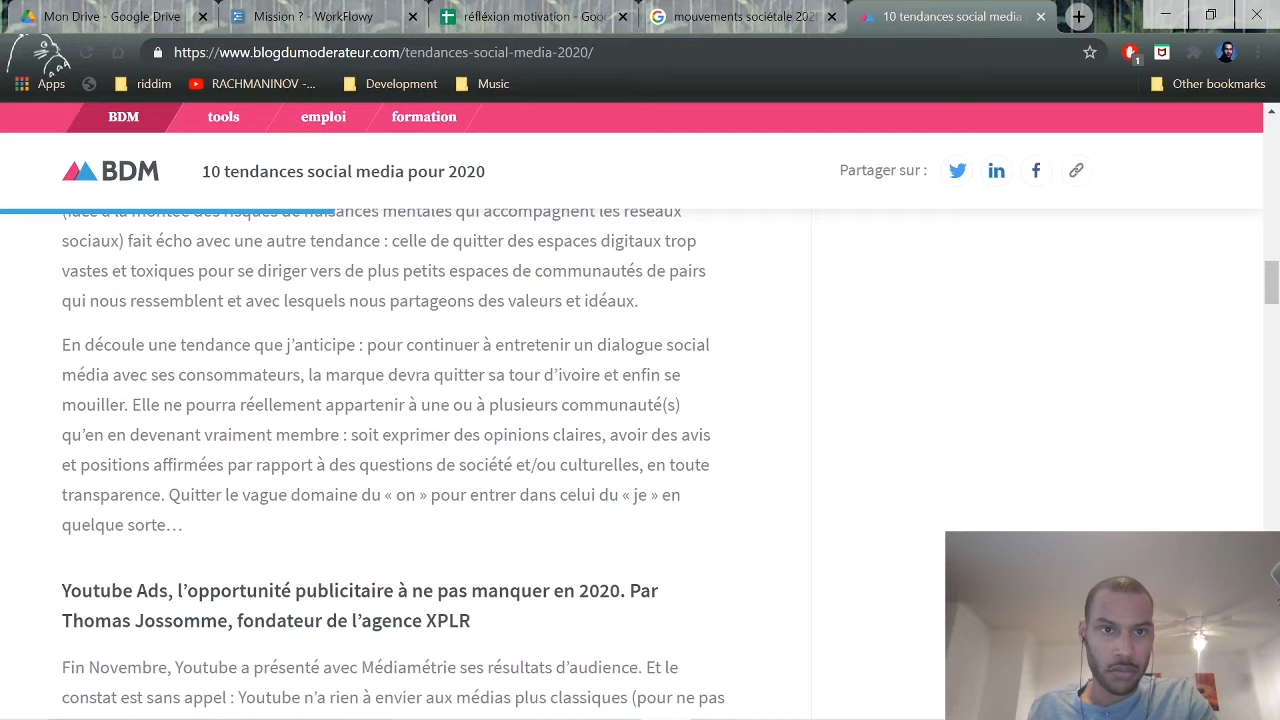 Mon Drive - Google Drive
Mission ? - WorkFlowy
réfléxion motivation - Goo
mouvements sociétale 202
10 tendances social media
https://www.blogdumoderateur.com/tendances-social-media-2020/
1
Apps
riddim
RACHMANINOV -...
Development
Music
Other bookmarks
BDM
tools
emploi
formation
BDM
10 tendances social media pour 2020
Partager sur :
(face à la montée des risques de nuisances mentales qui accompagnent les réseaux
sociaux) fait écho avec une autre tendance : celle de quitter des espaces digitaux trop
vastes et toxiques pour se diriger vers de plus petits espaces de communautés de pairs
qui nous ressemblent et avec lesquels nous partageons des valeurs et idéaux.
En découle une tendance que j’anticipe : pour continuer à entretenir un dialogue social
média avec ses consommateurs, la marque devra quitter sa tour d’ivoire et enfin se
mouiller. Elle ne pourra réellement appartenir à une ou à plusieurs communauté(s)
qu’en en devenant vraiment membre : soit exprimer des opinions claires, avoir des avis
et positions affirmées par rapport à des questions de société et/ou culturelles, en toute
transparence. Quitter le vague domaine du « on » pour entrer dans celui du « je » en
quelque sorte…
Youtube Ads, l’opportunité publicitaire à ne pas manquer en 2020. Par
Thomas Jossomme, fondateur de l’agence XPLR
Fin Novembre, Youtube a présenté avec Médiamétrie ses résultats d’audience. Et le
constat est sans appel : Youtube n’a rien à envier aux médias plus classiques (pour ne pas